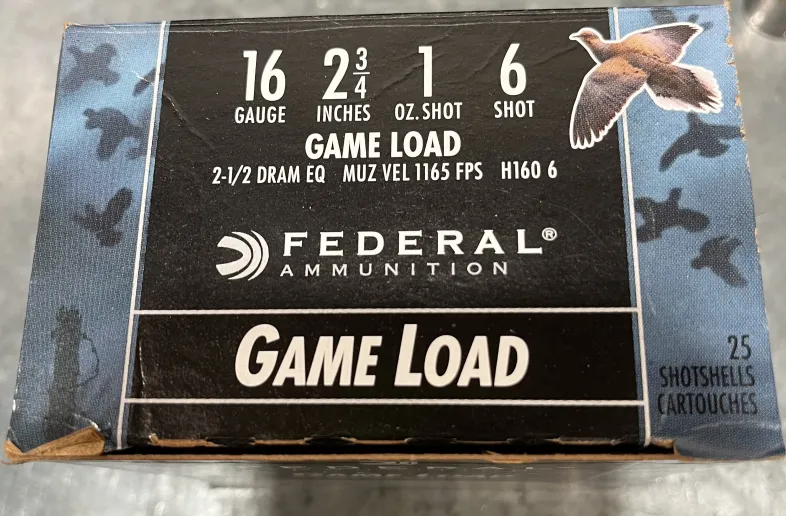 16 2 3/4 1 6
GAUGE INCHES OZ. SHOT SHOT
GAME LOAD
2-1/2 DRAM EQ MUZ VEL 1165 FPS H160 6
FEDERAL®
AMMUNITION
GAME LOAD
25
SHOTSHELLS
CARTOUCHES